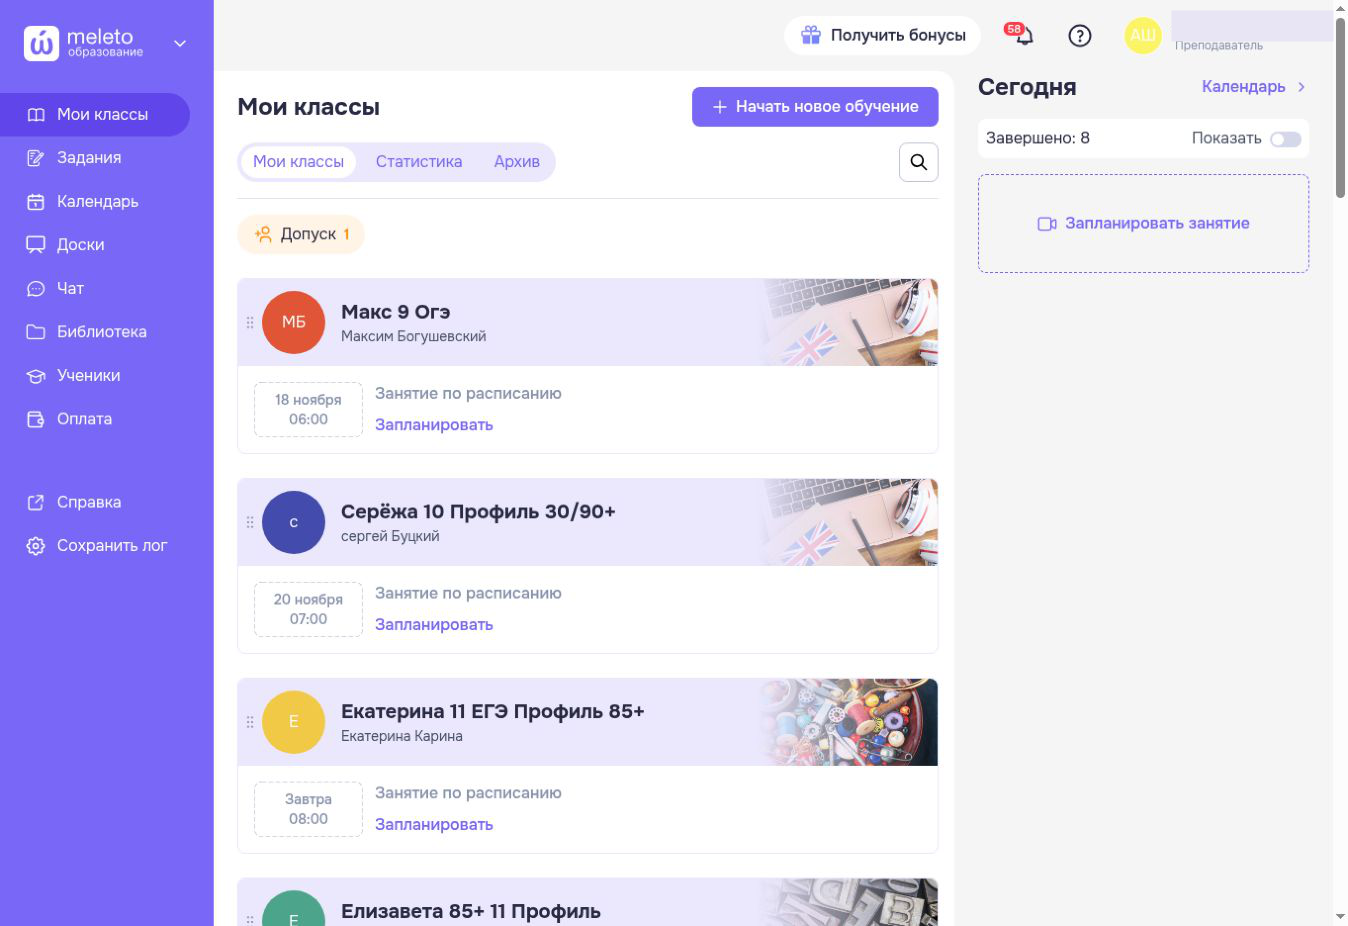 meleto
образование
Мои классы
Задания
Календарь
Доски
Чат
Библиотека
Ученики
Оплата
Справка
Сохранить лог
Получить бонусы
58
АШ
Преподаватель
Мои классы
+ Начать новое обучение
Мои классы
Статистика
Архив
Допуск 1
МБ
Макс 9 Огэ
Максим Богушевский
18 ноября
06:00
Занятие по расписанию
Запланировать
с
Серёжа 10 Профиль 30/90+
сергей Буцкий
20 ноября
07:00
Занятие по расписанию
Запланировать
Е
Екатерина 11 ЕГЭ Профиль 85+
Екатерина Карина
Завтра
08:00
Занятие по расписанию
Запланировать
Е
Елизавета 85+ 11 Профиль
Сегодня
Календарь
Завершено: 8
Показать
Запланировать занятие